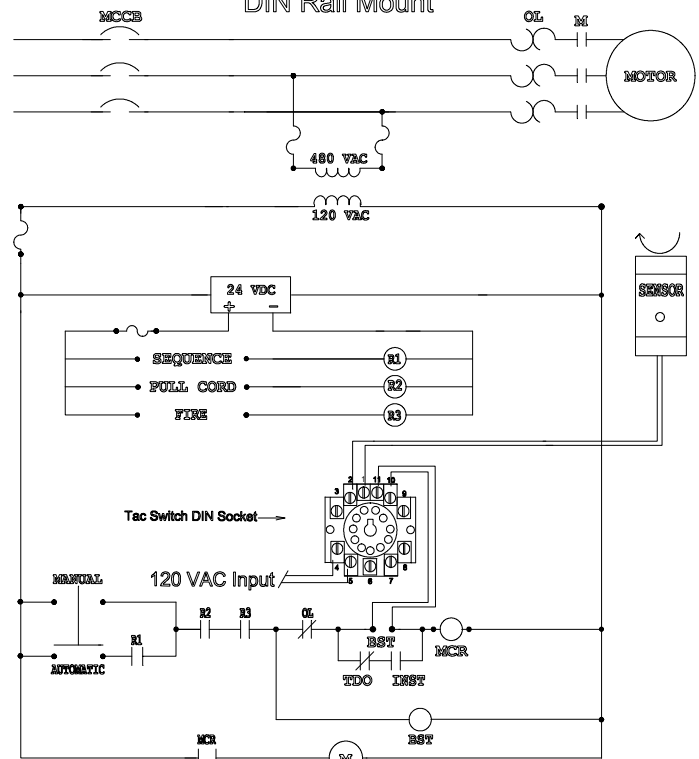 DIN Rail Mount
MCCB
OL
M
MOTOR
480 VAC
120 VAC
24 VDC
+ −
SENSOR
SEQUENCE
R1
PULL CORD
R2
FIRE
R3
2 1 11 10
3
9
Tac Switch DIN Socket
4
8
5 6 7
120 VAC Input
MANUAL
R2
R3
OL
R1
BST
MCR
AUTOMATIC
TDO
INST
BST
MCR
M